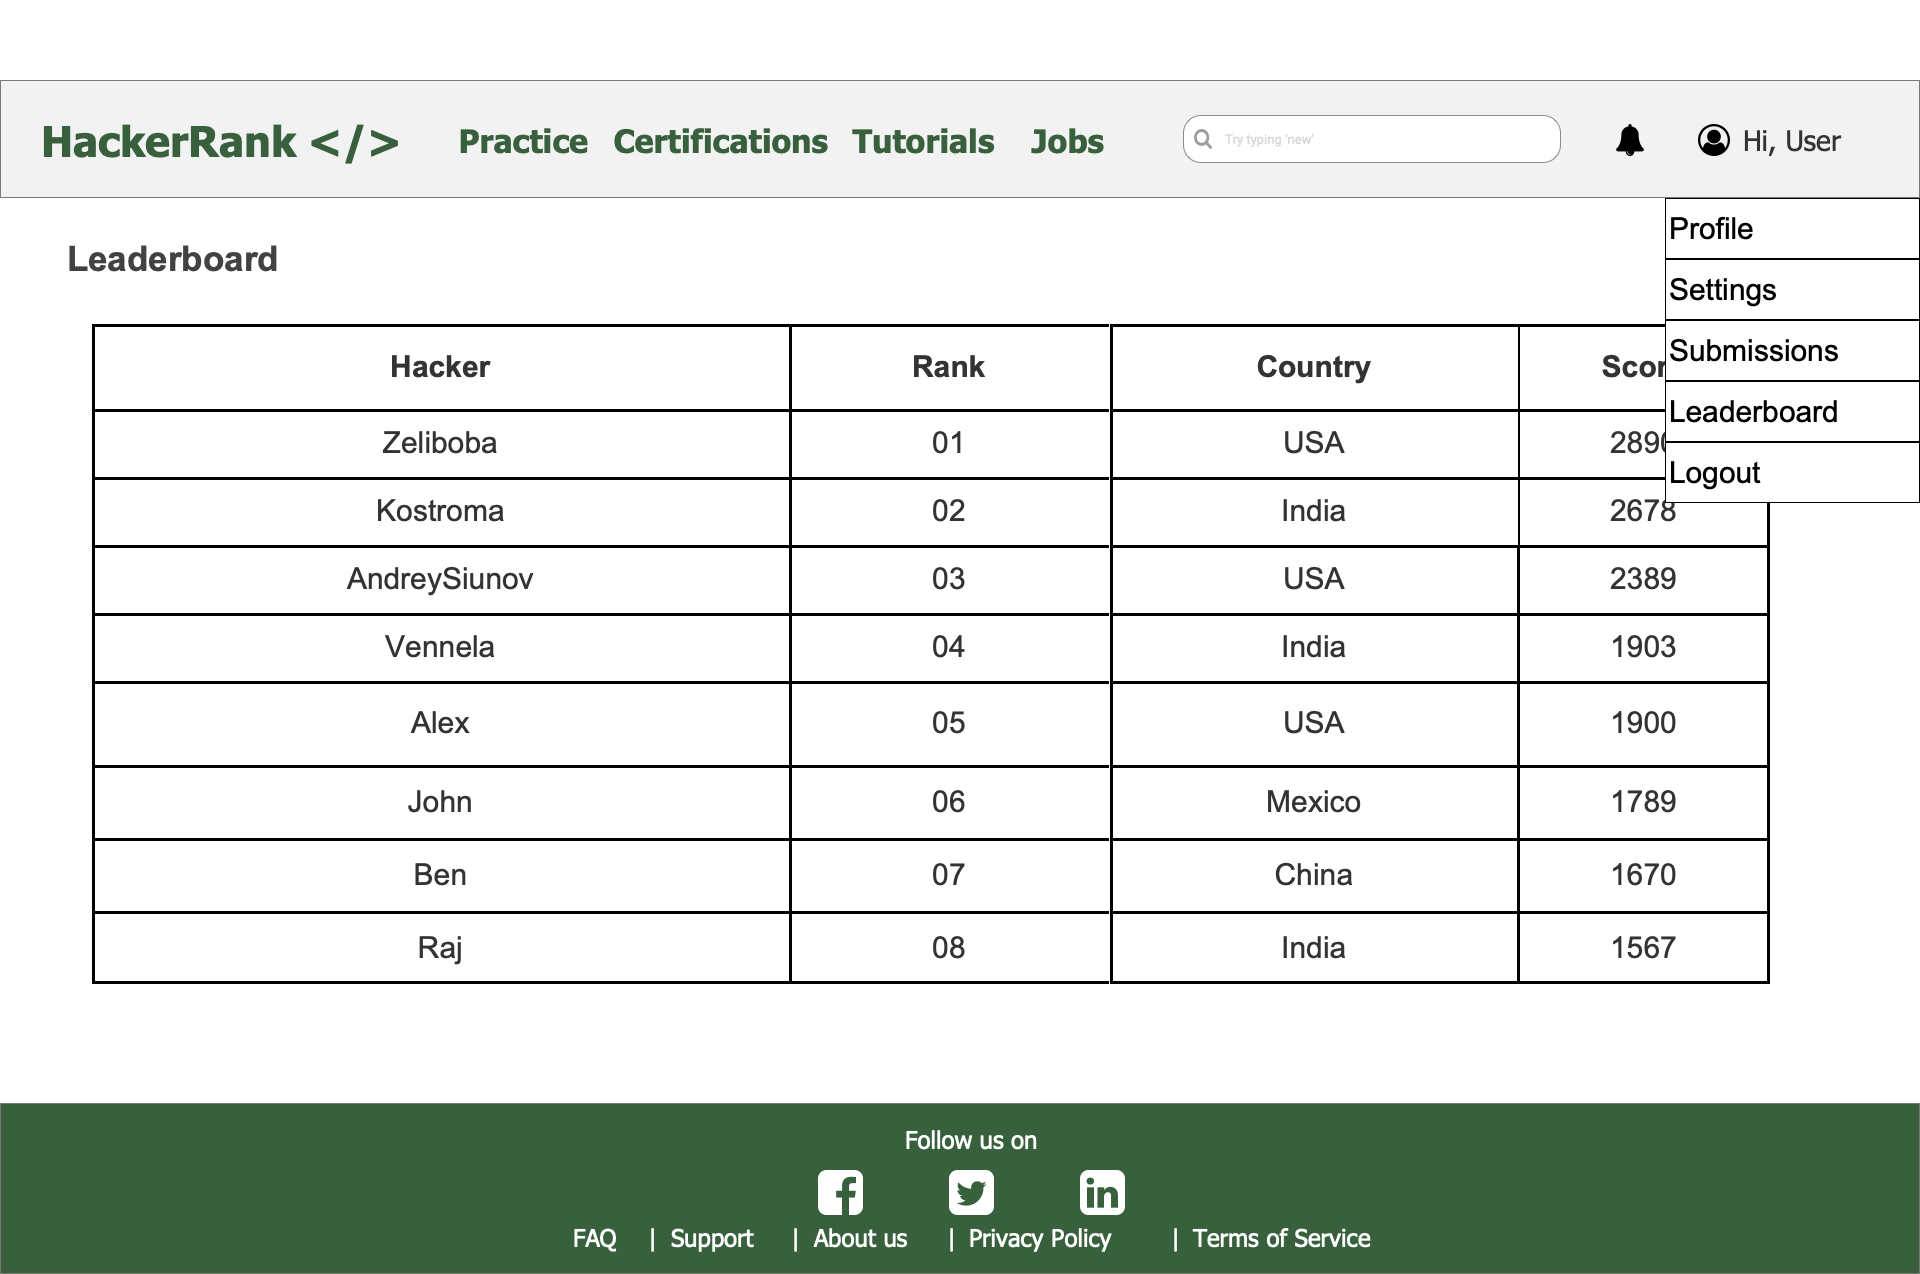 HackerRank </> Practice Certifications Tutorials Jobs Try typing 'new' Hi, User
Profile
Leaderboard
Settings
Submissions
Hacker Rank Country Scor
Leaderboard
Zeliboba 01 USA 2890
Logout
Kostroma 02 India 2678
AndreySiunov 03 USA 2389
Vennela 04 India 1903
Alex 05 USA 1900
John 06 Mexico 1789
Ben 07 China 1670
Raj 08 India 1567
Follow us on
FAQ | Support | About us | Privacy Policy | Terms of Service